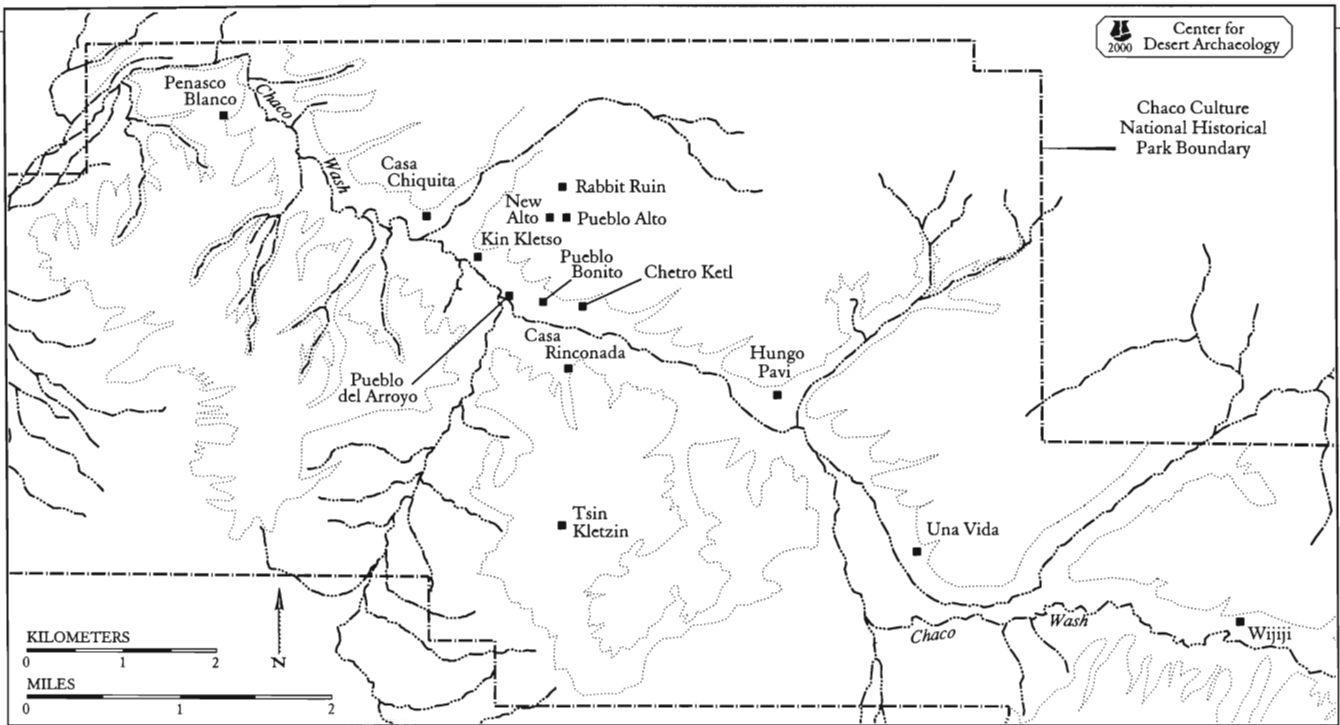 2000
Center for
Desert Archaeology
Penasco
Blanco
Chaco
Wash
Chaco Culture
National Historical
Park Boundary
Casa
Chiquita
Rabbit Ruin
New
Alto
Pueblo Alto
Kin Kletso
Pueblo
Bonito
Chetro Ketl
Casa
Rinconada
Hungo
Pavi
Pueblo
del Arroyo
Tsin
Kletzin
Una Vida
Chaco
Wash
Wijiji
KILOMETERS
0 1 2
N
MILES
0 1 2